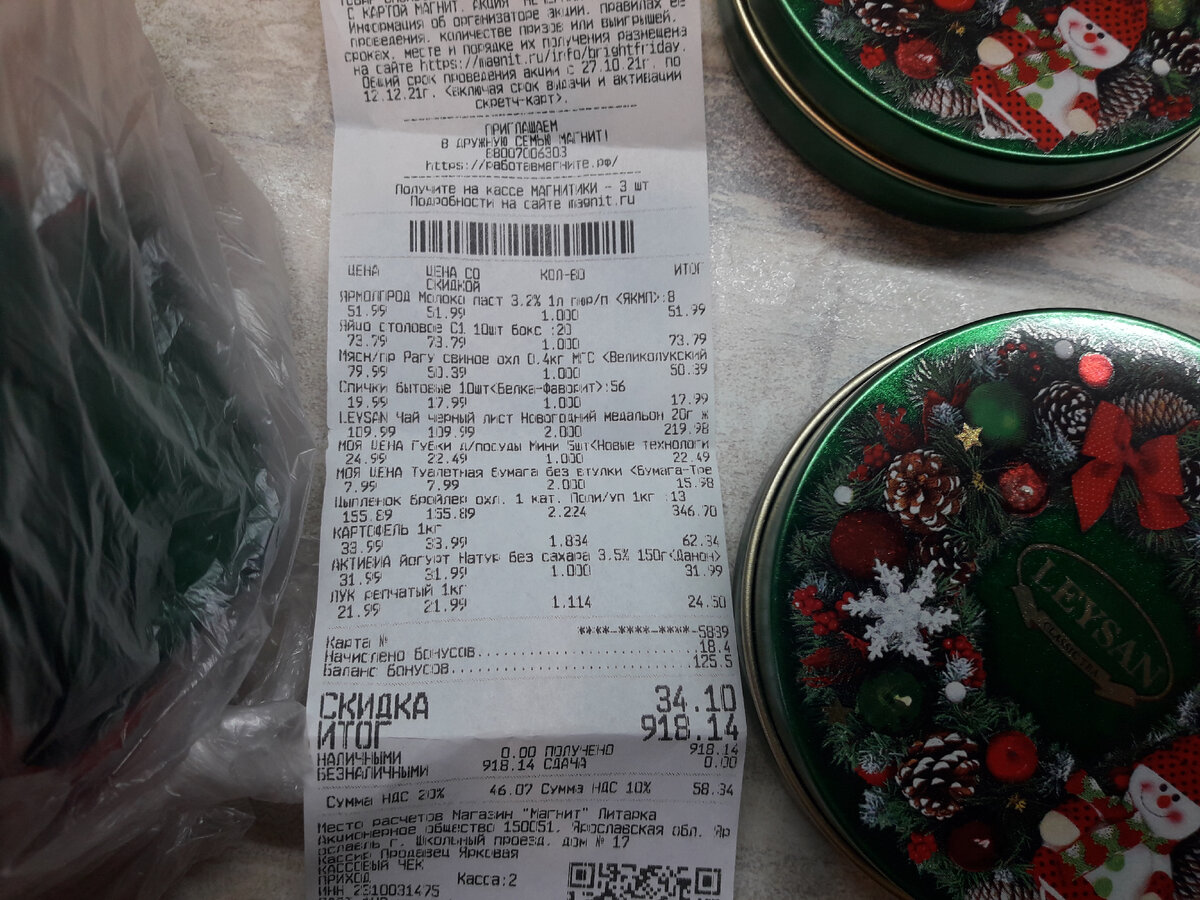 С КАРТОЙ МАГНИТ. АКЦИЯ
Информация об организаторе акции, правилах ее
проведения, количестве призов или выигрышей,
сроках, месте и порядке их получения размещена
на сайте https://magnit.ru/info/brightfriday.
Общий срок проведения акции с 27.10.21г. по
12.12.21г. (включая срок выдачи и активации
скретч-карт).
ПРИГЛАШАЕМ
В ДРУЖНУЮ СЕМЬЮ МАГНИТ!
88007006303
https://работавмагните.рф/
Получите на кассе МАГНИТИКИ - 3 шт
Подробности на сайте magnit.ru
ЦЕНА ЦЕНА СО СКИДКОЙ КОЛ-ВО ИТОГ
ЯРМОЛПРОД Молоко паст 3.2% 1л пюр/п <ЯКМП>:8
51.99 51.99 1.000 51.99
Яйцо столовое С1 10шт бокс :20
73.79 73.79 1.000 73.79
Мясн/пр Рагу свиное охл 0.4кг МГС <Великолукский
79.99 50.39 1.000 50.39
Спички бытовые 10шт<Белка-Фаворит>:56
19.99 17.99 1.000 17.99
LEYSAN Чай черный лист Новогодний медальон 20г ж
109.99 109.99 2.000 219.98
МОЯ ЦЕНА Губки д/посуды Мини 5шт<Новые технологи
24.99 22.49 1.000 22.49
МОЯ ЦЕНА Туалетная бумага без втулки <Бумага-Тре
7.99 7.99 2.000 15.98
Цыпленок бройлер охл. 1 кат. Поли/уп 1кг :13
155.89 155.89 2.224 346.70
КАРТОФЕЛЬ 1кг
33.99 33.99 1.834 62.34
АКТИВИА Йогурт Натур без сахара 3.5% 150г<Данон>
31.99 31.99 1.000 31.99
ЛУК репчатый 1кг
21.99 21.99 1.114 24.50
Карта № ****-****-****-5839
Начислено бонусов 18.4
Баланс бонусов 125.5
СКИДКА 34.10
ИТОГ 918.14
НАЛИЧНЫМИ 0.00 ПОЛУЧЕНО 918.14
БЕЗНАЛИЧНЫМИ 918.14 СДАЧА 0.00
Сумма НДС 20% 46.07 Сумма НДС 10% 58.34
Место расчетов Магазин "Магнит" Литарка
Акционерное общество 150051, Ярославская обл, Яр
ославль г, Школьный проезд, дом № 17
Кассир Продавец Ярковая
КАССОВЫЙ ЧЕК
ПРИХОД Касса:2
ИНН 2310031475
LEYSAN
CLASSIC TEA